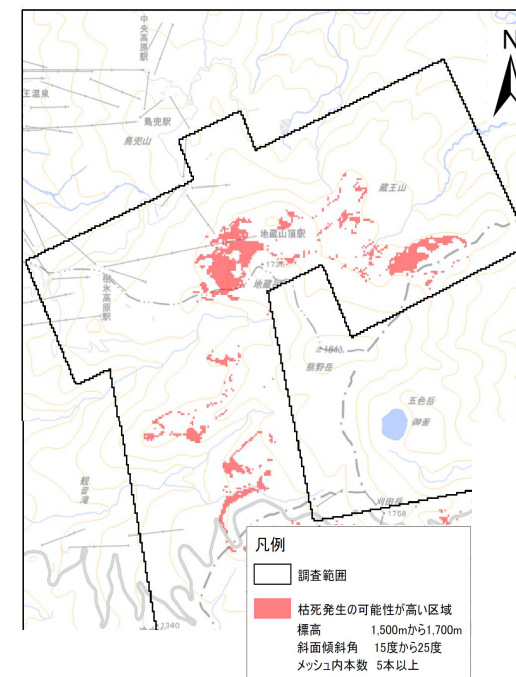 中央高原駅
N
王温泉
鳥兜駅
鳥兜山
蔵王山
地蔵山頂駅
1736
地蔵岳
樹氷高原駅
1841
熊野岳
五色岳
御釜
観音滝
刈田岳
1758
凡例
調査範囲
枯死発生の可能性が高い区域
標高 1,500mから1,700m
斜面傾斜角 15度から25度
メッシュ内本数 5本以上
1340